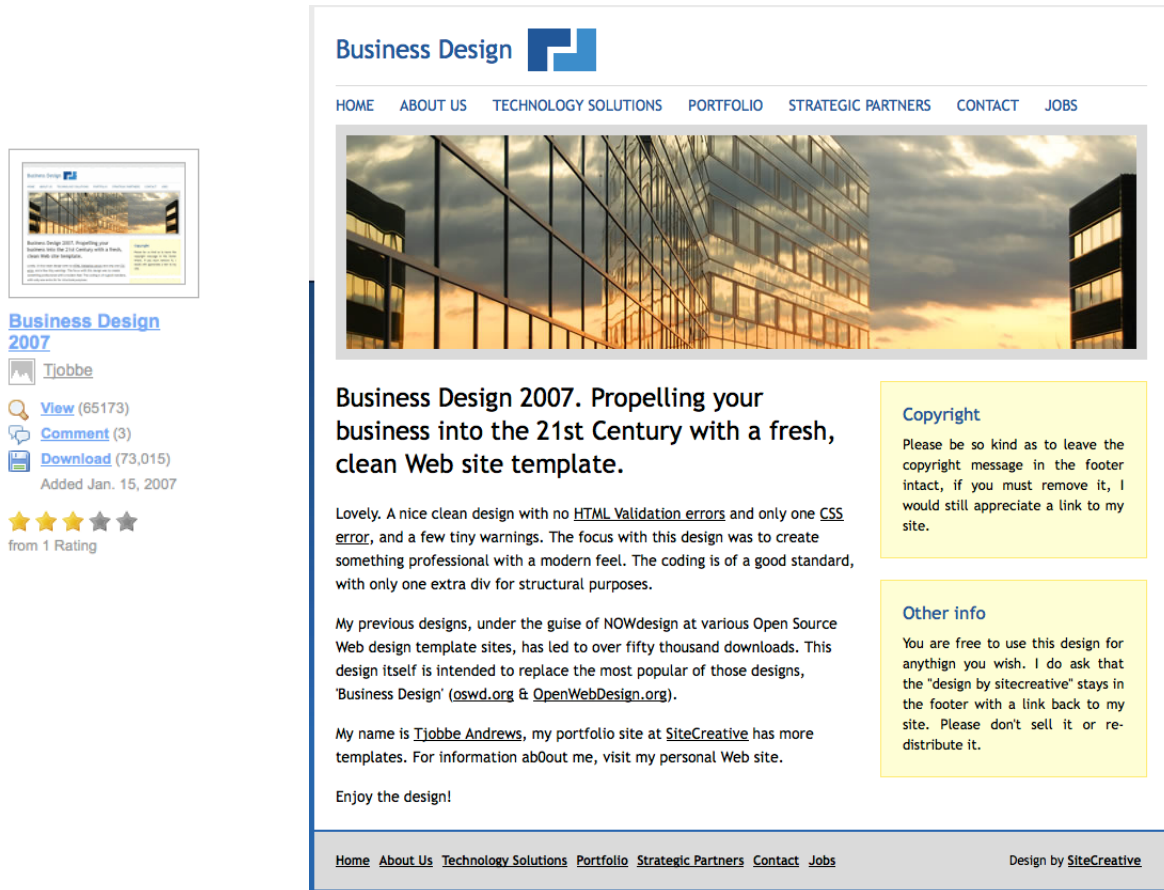 Business Design
2007
Tjobbe
View (65173)
Comment (3)
Download (73,015)
Added Jan. 15, 2007
from 1 Rating
Business Design
HOME ABOUT US TECHNOLOGY SOLUTIONS PORTFOLIO STRATEGIC PARTNERS CONTACT JOBS
Business Design 2007. Propelling your
business into the 21st Century with a fresh,
clean Web site template.
Lovely. A nice clean design with no HTML Validation errors and only one CSS
error, and a few tiny warnings. The focus with this design was to create
something professional with a modern feel. The coding is of a good standard,
with only one extra div for structural purposes.
My previous designs, under the guise of NOWdesign at various Open Source
Web design template sites, has led to over fifty thousand downloads. This
design itself is intended to replace the most popular of those designs,
'Business Design' (oswd.org & OpenWebDesign.org).
My name is Tjobbe Andrews, my portfolio site at SiteCreative has more
templates. For information ab0out me, visit my personal Web site.
Enjoy the design!
Copyright
Please be so kind as to leave the
copyright message in the footer
intact, if you must remove it, I
would still appreciate a link to my
site.
Other info
You are free to use this design for
anythign you wish. I do ask that
the "design by sitecreative" stays in
the footer with a link back to my
site. Please don't sell it or re-
distribute it.
Home About Us Technology Solutions Portfolio Strategic Partners Contact Jobs
Design by SiteCreative